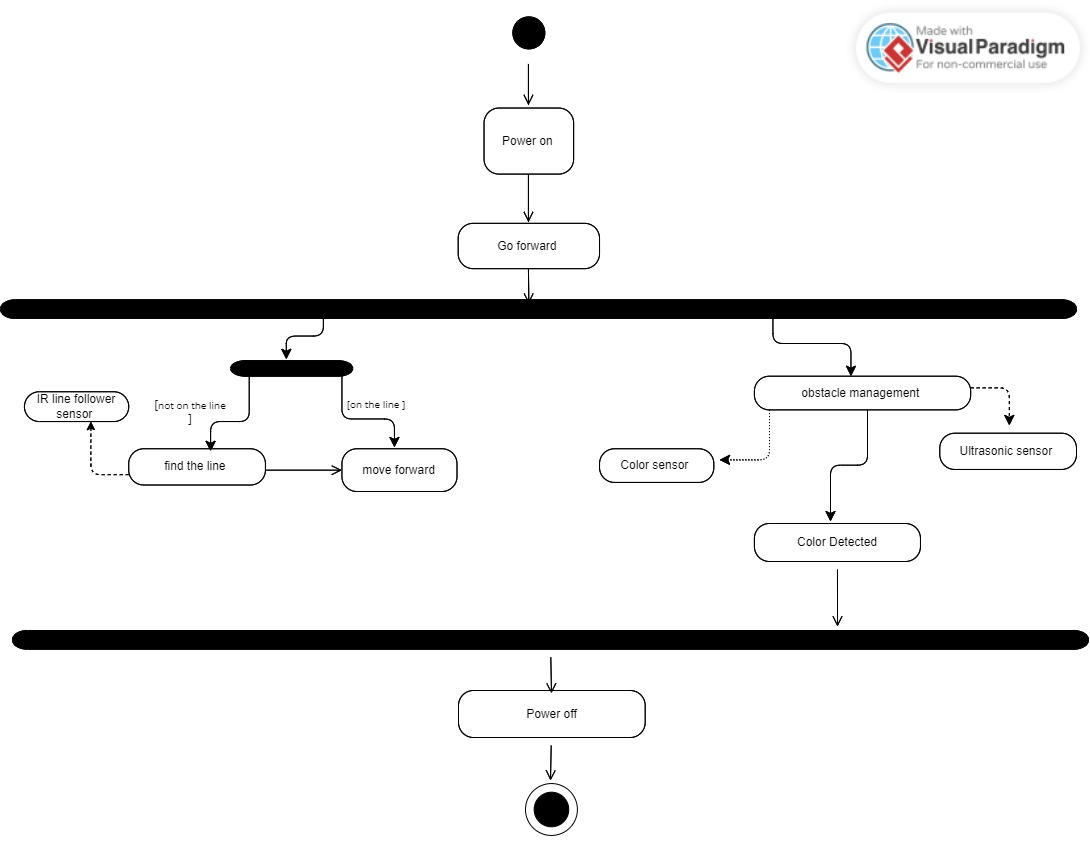 Made with
Visual Paradigm
For non-commercial use
Power on
Go forward
IR line follower
sensor
[not on the line
]
[on the line ]
obstacle management
find the line
move forward
Color sensor
Ultrasonic sensor
Color Detected
Power off